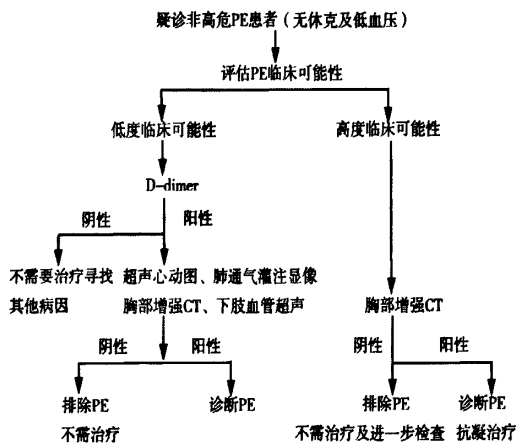 疑诊非高危PE患者（无休克及低血压）
评估PE临床可能性
低度临床可能性
高度临床可能性
D-dimer
阴性
阳性
不需要治疗寻找
其他病因
超声心动图、肺通气灌注显像
胸部增强CT、下肢血管超声
胸部增强CT
阴性
阳性
阴性
阳性
排除PE
不需治疗
诊断PE
排除PE
不需治疗及进一步检查
诊断PE
抗凝治疗